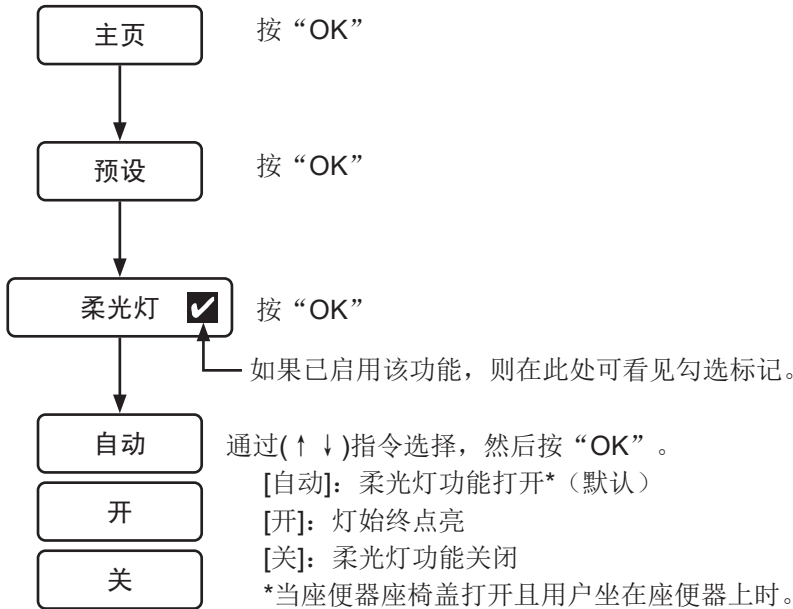 主页 按“OK”
预设 按“OK”
柔光灯 ✔ 按“OK”
如果已启用该功能，则在此处可看见勾选标记。
自动 通过(↑↓)指令选择，然后按“OK”。
[自动]：柔光灯功能打开*（默认）
开 [开]：灯始终点亮
[关]：柔光灯功能关闭
关 *当座便器座椅盖打开且用户坐在座便器上时。